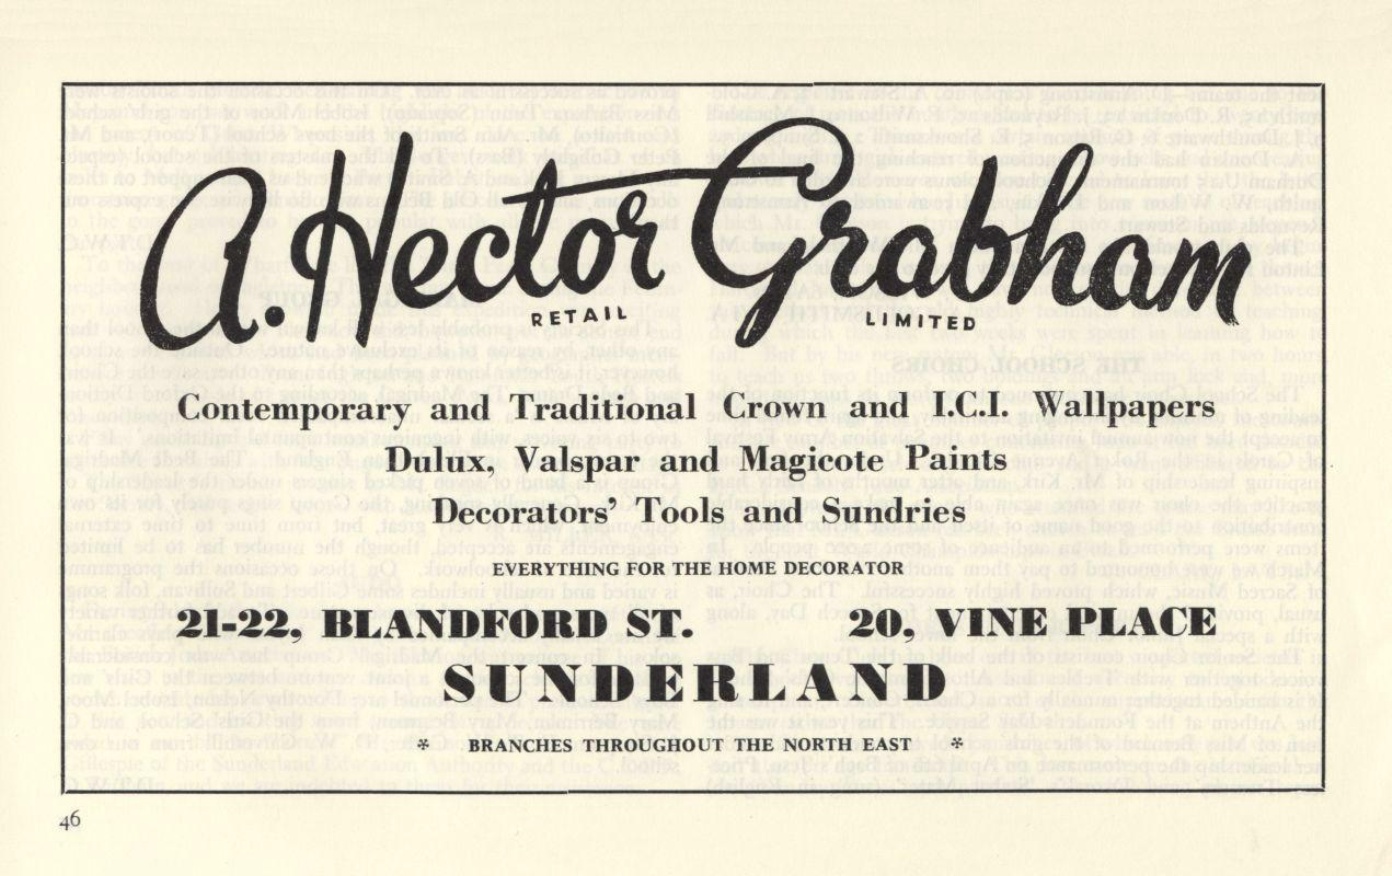 A. Hector Grabham
RETAIL LIMITED
Contemporary and Traditional Crown and I.C.I. Wallpapers
Dulux, Valspar and Magicote Paints
Decorators' Tools and Sundries
EVERYTHING FOR THE HOME DECORATOR
21-22, BLANDFORD ST. 20, VINE PLACE
SUNDERLAND
* BRANCHES THROUGHOUT THE NORTH EAST *
46